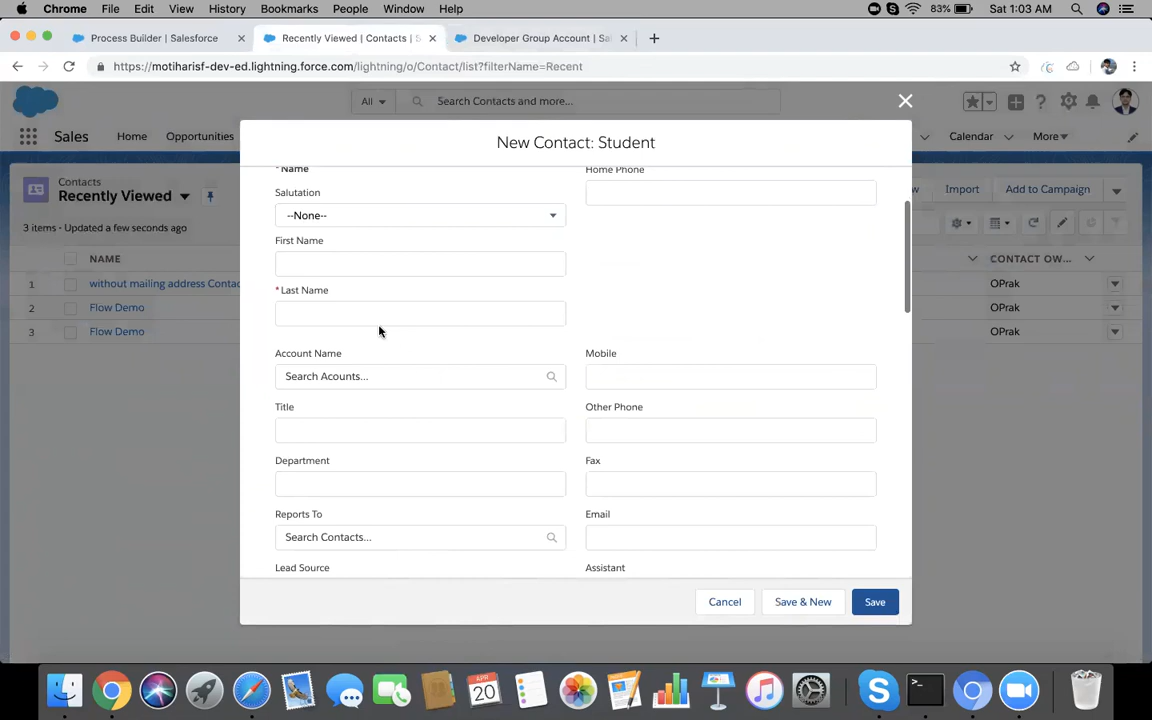 Chrome File Edit View History Bookmarks People Window Help 83% Sat 1:03 AM
Process Builder | Salesforce
Recently Viewed | Contacts | S
Developer Group Account | Sal
https://motiharisf-dev-ed.lightning.force.com/lightning/o/Contact/list?filterName=Recent
All Search Contacts and more...
Sales Home Opportunities Calendar More
New Contact: Student
Contacts
Recently Viewed
3 items · Updated a few seconds ago
w Import Add to Campaign
NAME CONTACT OW...
1 without mailing address Contac OPrak
2 Flow Demo OPrak
3 Flow Demo OPrak
*Name
Home Phone
Salutation
--None--
First Name
*Last Name
Account Name Mobile
Search Acounts...
Title Other Phone
Department Fax
Reports To Email
Search Contacts...
Lead Source Assistant
Cancel Save & New Save
APR
20